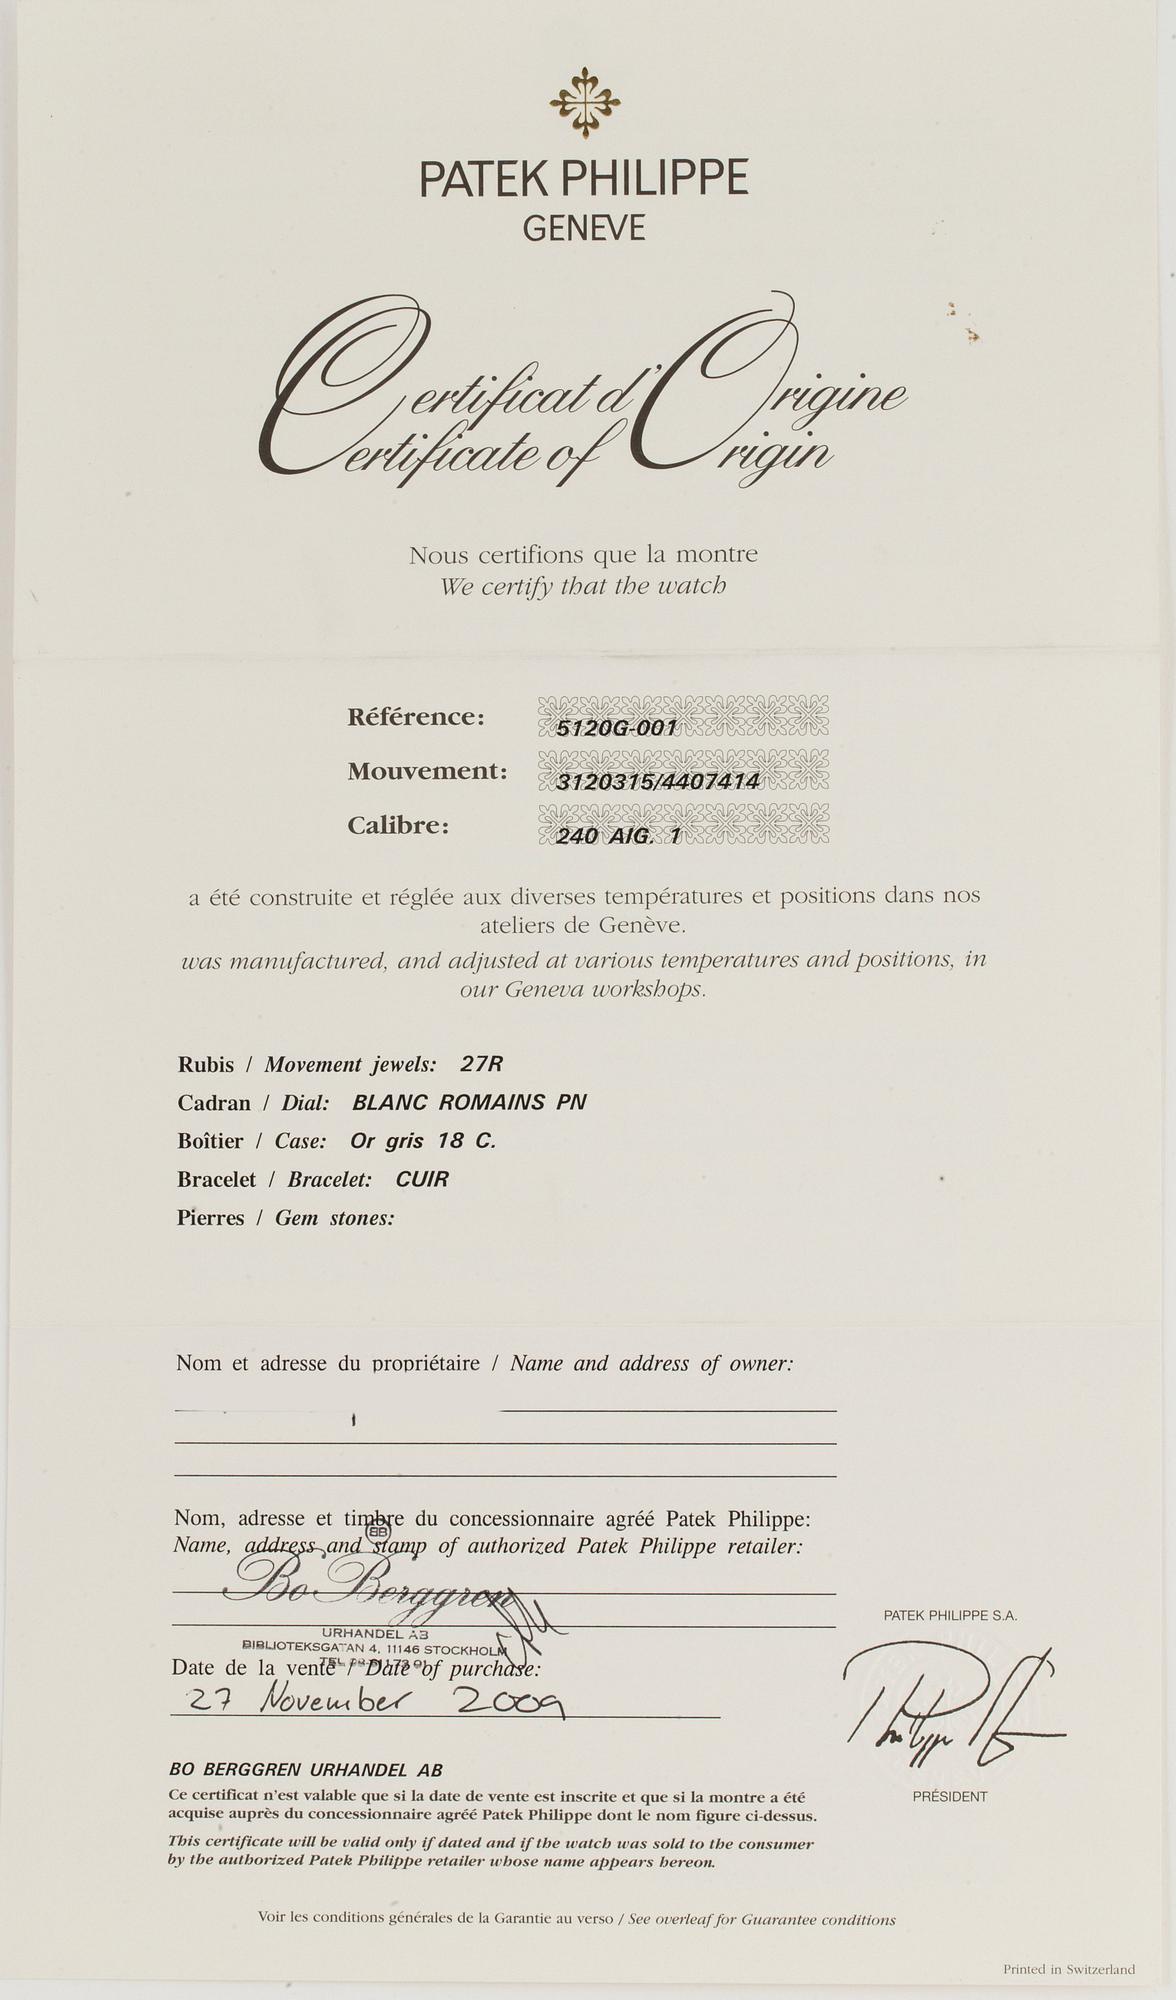 PATEK PHILIPPE
GENEVE
Certificat d'Origine
Certificate of Origin
Nous certifions que la montre
We certify that the watch
Référence: 5120G-001
Mouvement: 3120315/4407414
Calibre: 240 AIG. 1
a été construite et réglée aux diverses températures et positions dans nos
ateliers de Genève.
was manufactured, and adjusted at various temperatures and positions, in
our Geneva workshops.
Rubis / Movement jewels: 27R
Cadran / Dial: BLANC ROMAINS PN
Boîtier / Case: Or gris 18 C.
Bracelet / Bracelet: CUIR
Pierres / Gem stones:
Nom et adresse du propriétaire / Name and address of owner:
Nom, adresse et timbre du concessionnaire agréé Patek Philippe:
BB
Name, address and stamp of authorized Patek Philippe retailer:
Bo Berggren
URHANDEL AB
BIBLIOTEKSGATAN 4, 11146 STOCKHOLM
TEL
Date de la vente / Date of purchase:
27 November 2009
PATEK PHILIPPE S.A.
PRÉSIDENT
BO BERGGREN URHANDEL AB
Ce certificat n'est valable que si la date de vente est inscrite et que si la montre a été
acquise auprès du concessionnaire agréé Patek Philippe dont le nom figure ci-dessus.
This certificate will be valid only if dated and if the watch was sold to the consumer
by the authorized Patek Philippe retailer whose name appears hereon.
Voir les conditions générales de la Garantie au verso / See overleaf for Guarantee conditions
Printed in Switzerland